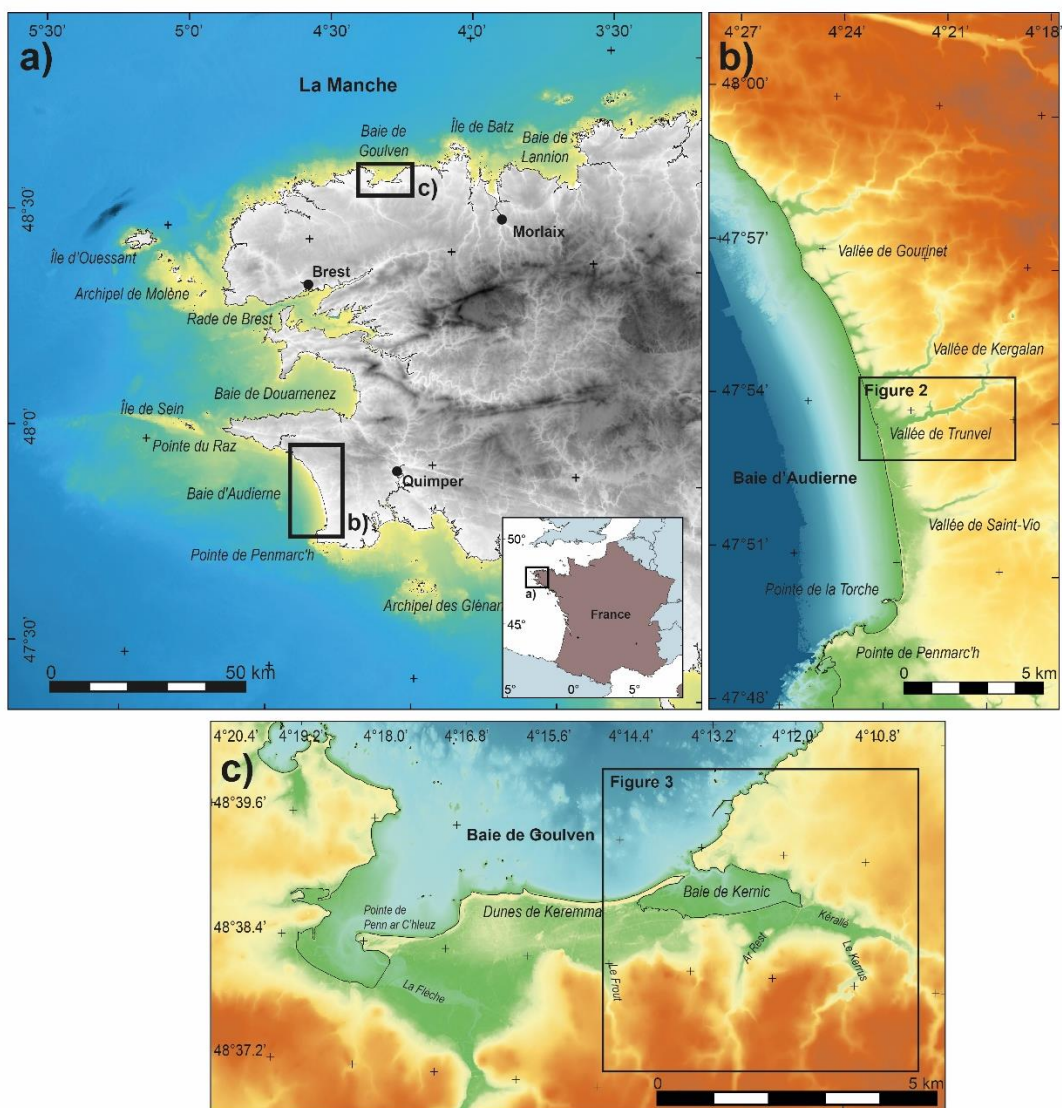 5°30'
5°0'
4°30'
4°0'
3°30'
a)
La Manche
Baie de
Goulven
Île de Batz
Baie de
Lannion
c)
48°30'
Morlaix
Île d'Ouessant
Brest
Archipel de Molène
Rade de Brest
Baie de Douarnenez
Île de Sein
48°0'
Pointe du Raz
Quimper
Baie d'Audierne
b)
Pointe de Penmarc'h
Archipel des Glénan
47°30'
0
50 km
50°
a)
France
45°
5°
0°
5°
4°27'
4°24'
4°21'
4°18'
b)
48°00'
47°57'
Vallée de Gourinet
Vallée de Kergalan
47°54'
Figure 2
Vallée de Trunvel
Baie d'Audierne
Vallée de Saint-Vio
47°51'
Pointe de la Torche
Pointe de Penmarc'h
0
5 km
47°48'
4°20.4'
4°19.2'
4°18.0'
4°16.8'
4°15.6'
4°14.4'
4°13.2'
4°12.0'
4°10.8'
c)
Figure 3
48°39.6'
Baie de Goulven
Baie de Kernic
Pointe de
Penn ar C'hleuz
Dunes de Keremma
Kérallé
48°38.4'
Ar Rest
Le Kerrus
La Flèche
Le Frout
48°37.2'
0
5 km